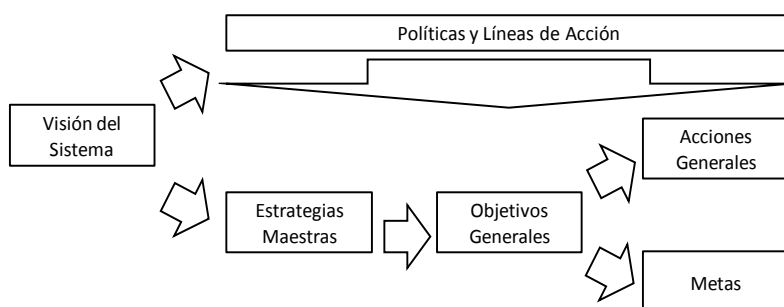 Políticas y Líneas de Acción
Visión del
Sistema
Acciones
Generales
Estrategias
Maestras
Objetivos
Generales
Metas